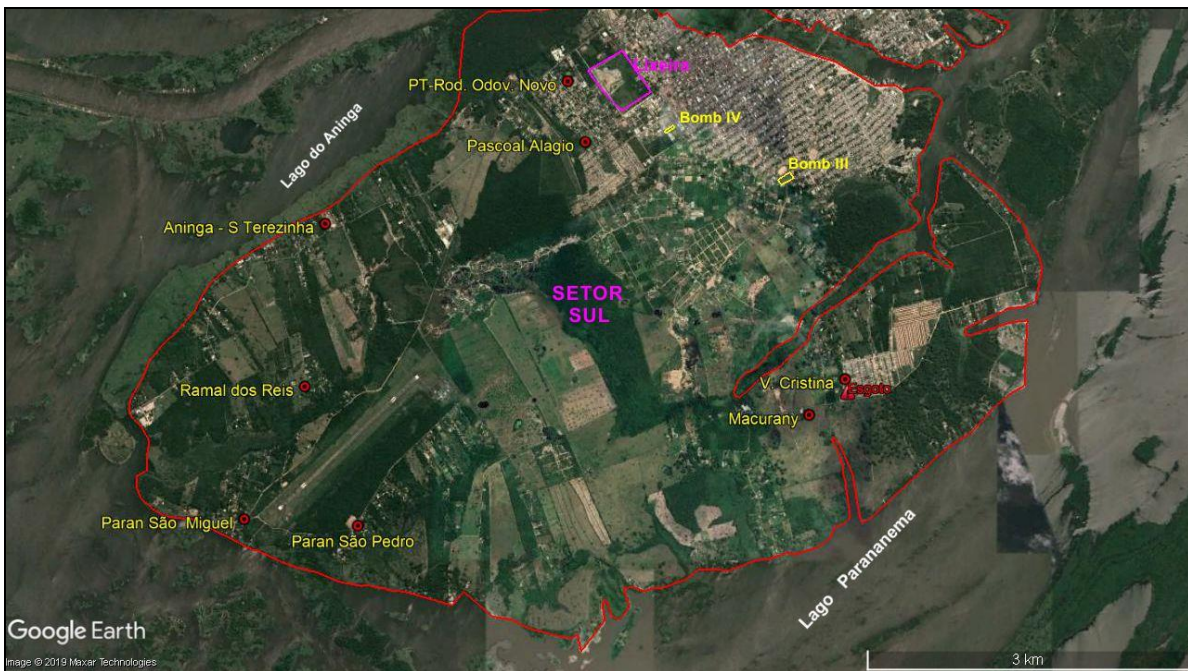 Lixeira
PT-Rod. Odov. Novo
Bomb IV
Pascoal Alagio
Bomb III
Lago do Aninga
Aninga - S Terezinha
SETOR
SUL
Ramal dos Reis
V. Cristina
Esgoto
Macurany
Paran São Miguel
Paran São Pedro
Lago Parananema
Google Earth
Image © 2019 Maxar Technologies
3 km